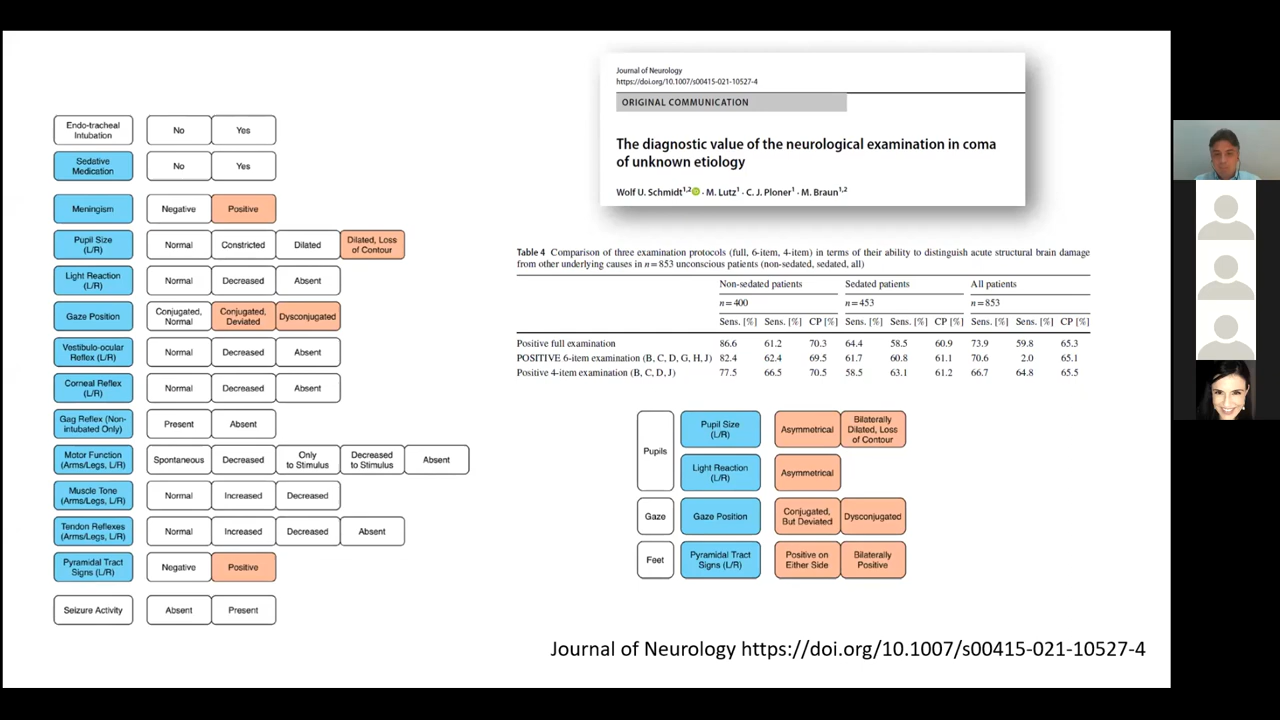 Endo-tracheal
Intubation
No
Yes
Sedative
Medication
No
Yes
Meningism
Negative
Positive
Pupil Size
(L/R)
Normal
Constricted
Dilated
Dilated, Loss
of Contour
Light Reaction
(L/R)
Normal
Decreased
Absent
Gaze Position
Conjugated,
Normal
Conjugated,
Deviated
Dysconjugated
Vestibulo-ocular
Reflex (L/R)
Normal
Decreased
Absent
Corneal Reflex
(L/R)
Normal
Decreased
Absent
Gag Reflex (Non-
intubated Only)
Present
Absent
Motor Function
(Arms/Legs, L/R)
Spontaneous
Decreased
Only
to Stimulus
Decreased
to Stimulus
Absent
Muscle Tone
(Arms/Legs, L/R)
Normal
Increased
Decreased
Tendon Reflexes
(Arms/Legs, L/R)
Normal
Increased
Decreased
Absent
Pyramidal Tract
Signs (L/R)
Negative
Positive
Seizure Activity
Absent
Present
Journal of Neurology
https://doi.org/10.1007/s00415-021-10527-4
ORIGINAL COMMUNICATION
The diagnostic value of the neurological examination in coma
of unknown etiology
Wolf U. Schmidt1,2 · M. Lutz1 · C. J. Ploner1 · M. Braun1,2
Table 4 Comparison of three examination protocols (full, 6-item, 4-item) in terms of their ability to distinguish acute structural brain damage
from other underlying causes in n=853 unconscious patients (non-sedated, sedated, all)
Non-sedated patients Sedated patients All patients
n=400 n=453 n=853
Sens. [%] Sens. [%] CP [%] Sens. [%] Sens. [%] CP [%] Sens. [%] Sens. [%] CP [%]
Positive full examination 86.6 61.2 70.3 64.4 58.5 60.9 73.9 59.8 65.3
POSITIVE 6-item examination (B, C, D, G, H, J) 82.4 62.4 69.5 61.7 60.8 61.1 70.6 2.0 65.1
Positive 4-item examination (B, C, D, J) 77.5 66.5 70.5 58.5 63.1 61.2 66.7 64.8 65.5
Pupils
Pupil Size
(L/R)
Asymmetrical
Bilaterally
Dilated, Loss
of Contour
Light Reaction
(L/R)
Asymmetrical
Gaze
Gaze Position
Conjugated,
But Deviated
Dysconjugated
Feet
Pyramidal Tract
Signs (L/R)
Positive on
Either Side
Bilaterally
Positive
Journal of Neurology https://doi.org/10.1007/s00415-021-10527-4